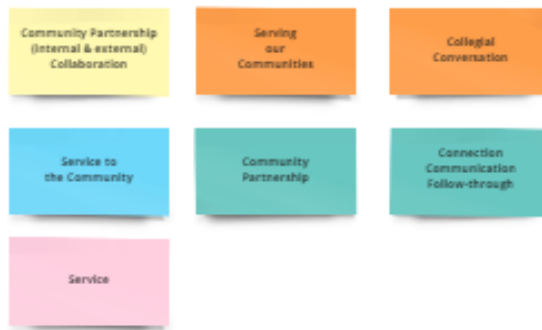 Community Partnership
(internal & external)
Collaboration
Serving
our
Communities
Collegial
Conversation
Service to
the Community
Community
Partnership
Connection
Communication
Follow-through
Service